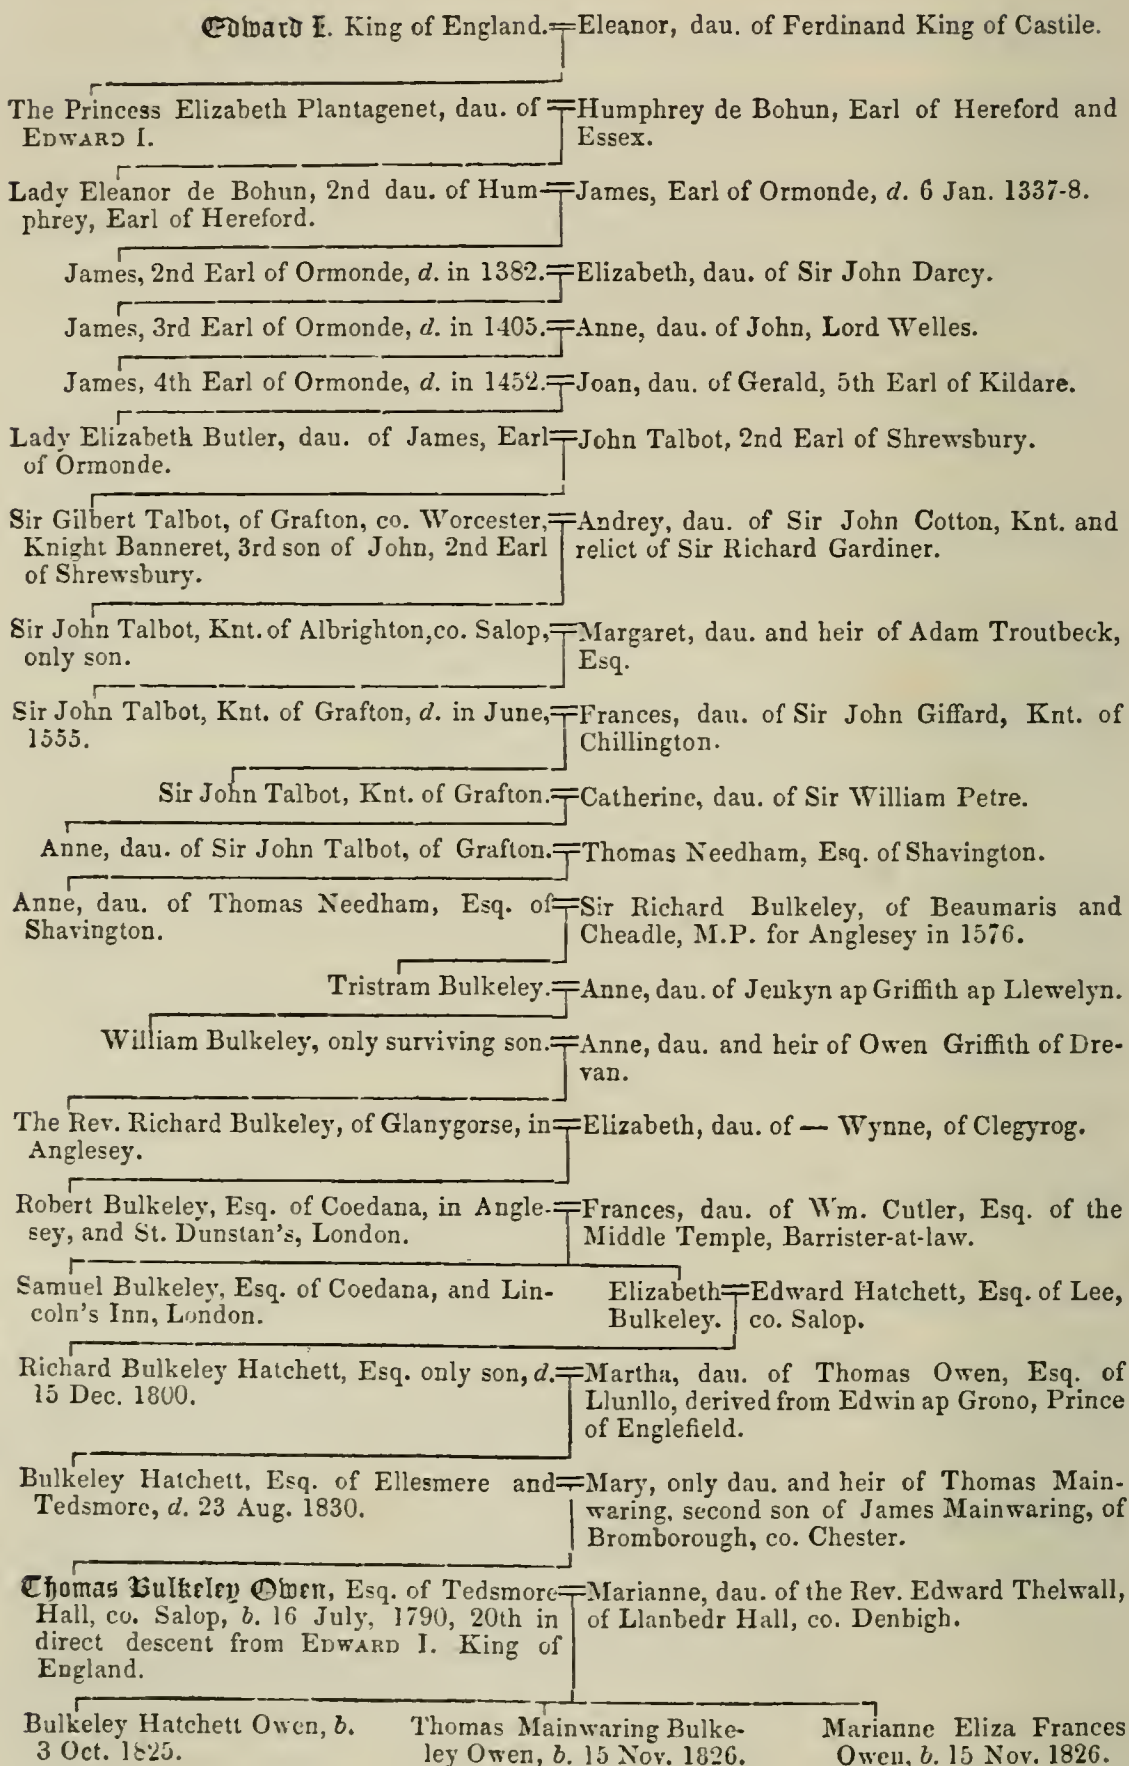 Edward I. King of England.=Eleanor, dau. of Ferdinand King of Castile.
The Princess Elizabeth Plantagenet, dau. of
EDWARD I.
=Humphrey de Bohun, Earl of Hereford and
Essex.
Lady Eleanor de Bohun, 2nd dau. of Hum-
phrey, Earl of Hereford.
=James, Earl of Ormonde, d. 6 Jan. 1337-8.
James, 2nd Earl of Ormonde, d. in 1382.=Elizabeth, dau. of Sir John Darcy.
James, 3rd Earl of Ormonde, d. in 1405.=Anne, dau. of John, Lord Welles.
James, 4th Earl of Ormonde, d. in 1452.=Joan, dau. of Gerald, 5th Earl of Kildare.
Lady Elizabeth Butler, dau. of James, Earl
of Ormonde.
=John Talbot, 2nd Earl of Shrewsbury.
Sir Gilbert Talbot, of Grafton, co. Worcester,
Knight Banneret, 3rd son of John, 2nd Earl
of Shrewsbury.
=Andrey, dau. of Sir John Cotton, Knt. and
relict of Sir Richard Gardiner.
Sir John Talbot, Knt. of Albrighton, co. Salop,
only son.
=Margaret, dau. and heir of Adam Troutbeck,
Esq.
Sir John Talbot, Knt. of Grafton, d. in June,
1555.
=Frances, dau. of Sir John Giffard, Knt. of
Chillington.
Sir John Talbot, Knt. of Grafton.=Catherine, dau. of Sir William Petre.
Anne, dau. of Sir John Talbot, of Grafton.=Thomas Needham, Esq. of Shavington.
Anne, dau. of Thomas Needham, Esq. of
Shavington.
=Sir Richard Bulkeley, of Beaumaris and
Cheadle, M.P. for Anglesey in 1576.
Tristram Bulkeley.=Anne, dau. of Jeukyn ap Griffith ap Llewelyn.
William Bulkeley, only surviving son.=Anne, dau. and heir of Owen Griffith of Dre-
van.
The Rev. Richard Bulkeley, of Glanygorse, in
Anglesey.
=Elizabeth, dau. of — Wynne, of Clegyrog.
Robert Bulkeley, Esq. of Coedana, in Angle-
sey, and St. Dunstan's, London.
=Frances, dau. of Wm. Cutler, Esq. of the
Middle Temple, Barrister-at-law.
Samuel Bulkeley, Esq. of Coedana, and Lin-
coln's Inn, London.
Elizabeth
Bulkeley.
=Edward Hatchett, Esq. of Lee,
co. Salop.
Richard Bulkeley Hatchett, Esq. only son, d.
15 Dec. 1800.
=Martha, dau. of Thomas Owen, Esq. of
Llunllo, derived from Edwin ap Grono, Prince
of Englefield.
Bulkeley Hatchett, Esq. of Ellesmere and
Tedsmore, d. 23 Aug. 1830.
=Mary, only dau. and heir of Thomas Main-
waring, second son of James Mainwaring, of
Bromborough, co. Chester.
Thomas Bulkeley Owen, Esq. of Tedsmore
Hall, co. Salop, b. 16 July, 1790, 20th in
direct descent from EDWARD I. King of
England.
=Marianne, dau. of the Rev. Edward Thelwall,
of Llanbedr Hall, co. Denbigh.
Bulkeley Hatchett Owen, b.
3 Oct. 1825.
Thomas Mainwaring Bulke-
ley Owen, b. 15 Nov. 1826.
Marianne Eliza Frances
Owen, b. 15 Nov. 1826.